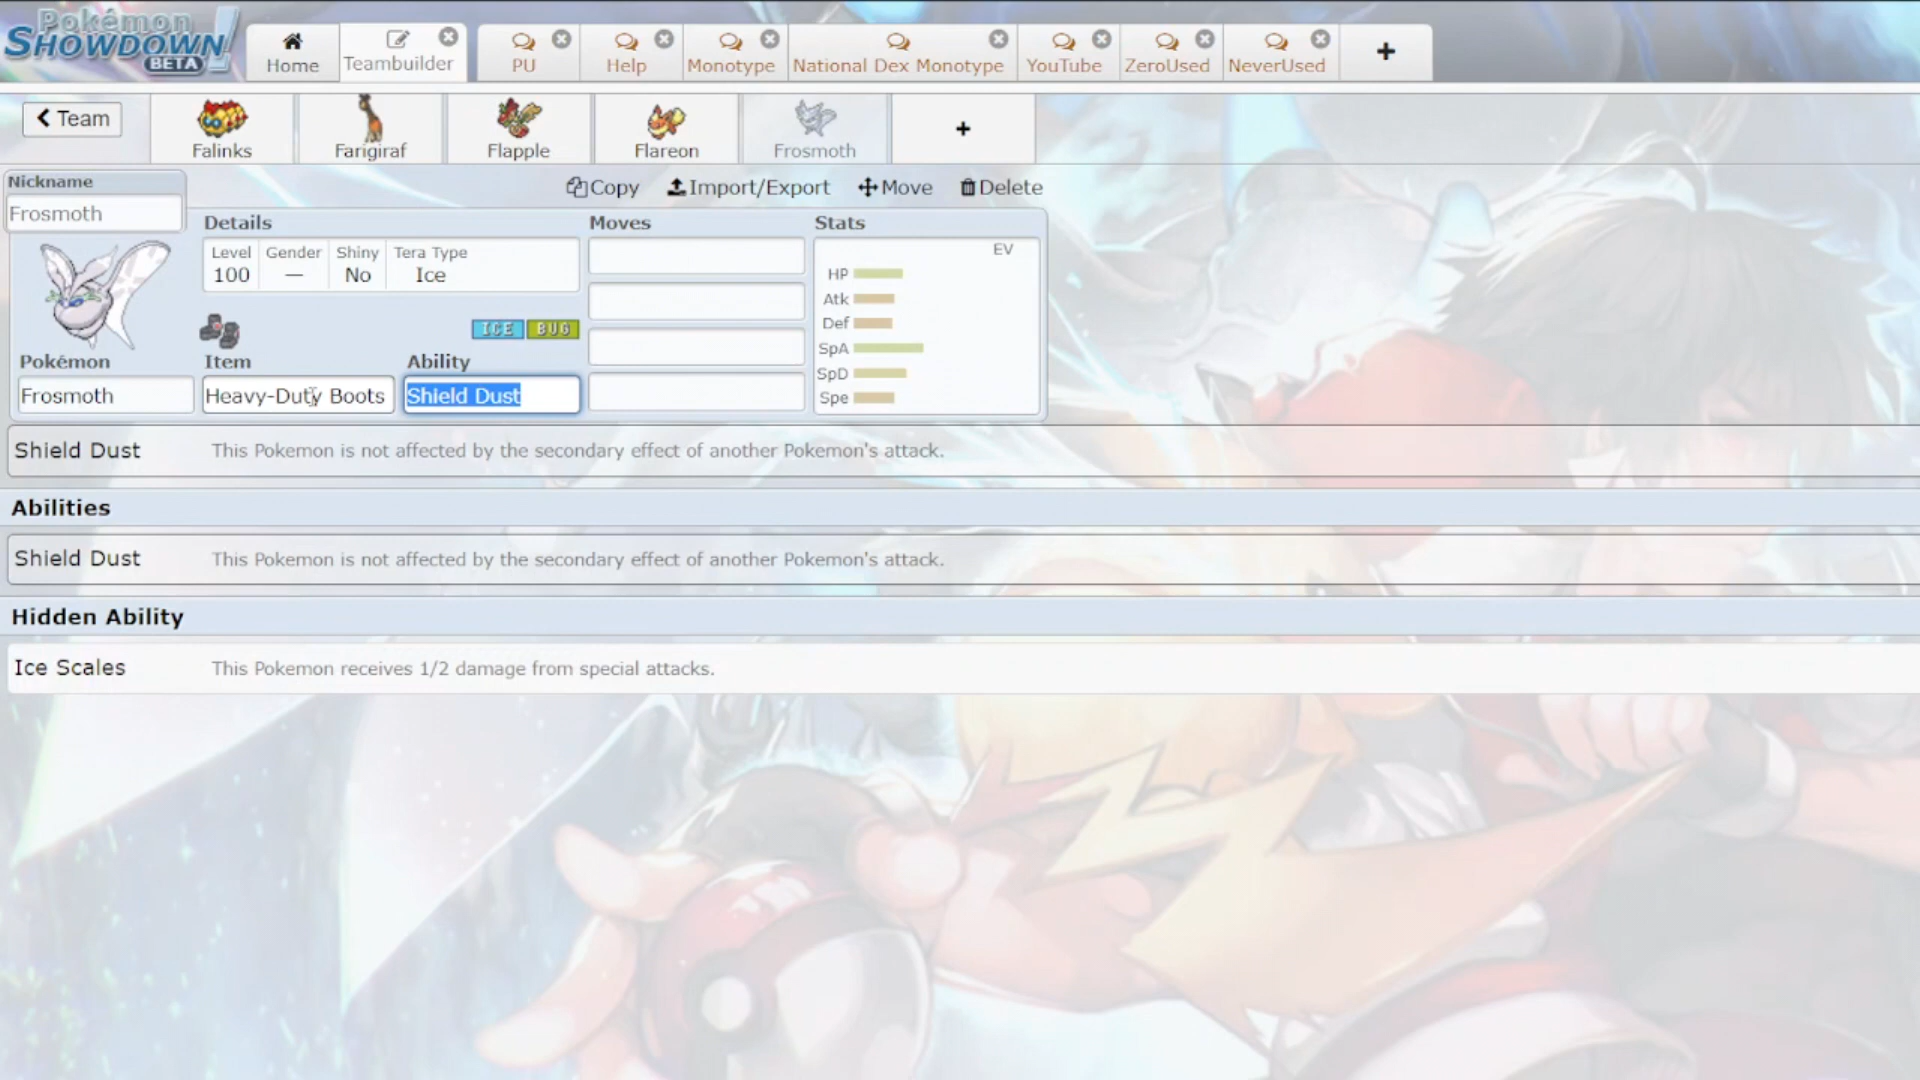 Pokémon
SHOWDOWN!
BETA
Home
Teambuilder
PU
Help
Monotype
National Dex Monotype
YouTube
ZeroUsed
NeverUsed
+
Team
Falinks
Farigiraf
Flapple
Flareon
Frosmoth
+
Copy
Import/Export
Move
Delete
Nickname
Frosmoth
Details
Moves
Stats
Level Gender Shiny Tera Type
100 — No Ice
EV
HP
Atk
Def
SpA
SpD
Spe
ICE BUG
Pokémon
Item
Ability
Frosmoth
Heavy-Duty Boots
Shield Dust
Shield Dust This Pokemon is not affected by the secondary effect of another Pokemon's attack.
Abilities
Shield Dust This Pokemon is not affected by the secondary effect of another Pokemon's attack.
Hidden Ability
Ice Scales This Pokemon receives 1/2 damage from special attacks.